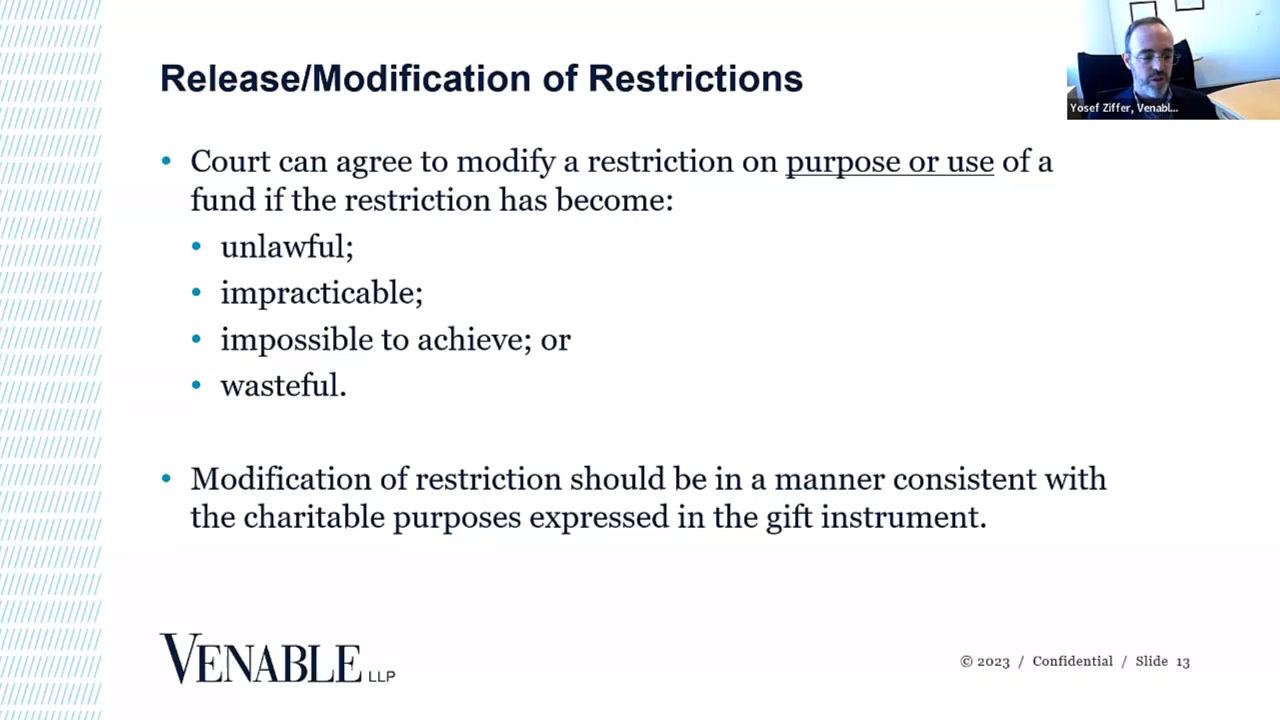 Release/Modification of Restrictions
Yosef Ziffer, Venabl...
• Court can agree to modify a restriction on purpose or use of a
fund if the restriction has become:
• unlawful;
• impracticable;
• impossible to achieve; or
• wasteful.
• Modification of restriction should be in a manner consistent with
the charitable purposes expressed in the gift instrument.
VENABLE LLP
© 2023 / Confidential / Slide 13